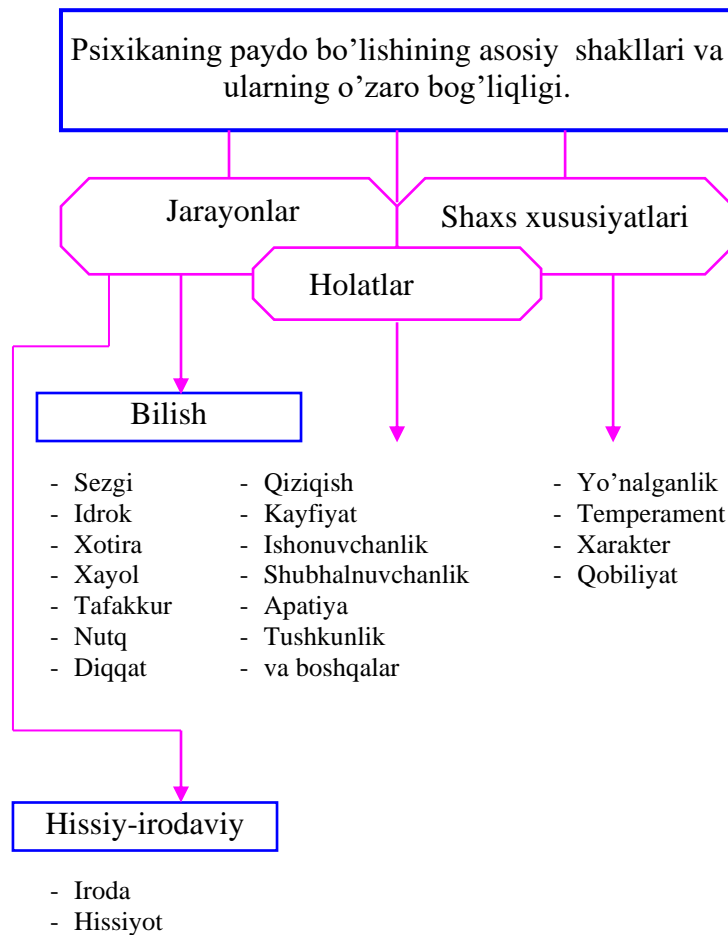 Psixikaning paydo bo’lishining asosiy shakllari va
ularning o’zaro bog’liqligi.
Jarayonlar
Shaxs xususiyatlari
Holatlar
Bilish
- Sezgi
- Idrok
- Xotira
- Xayol
- Tafakkur
- Nutq
- Diqqat
- Qiziqish
- Kayfiyat
- Ishonuvchanlik
- Shubhalnuvchanlik
- Apatiya
- Tushkunlik
- va boshqalar
- Yo’nalganlik
- Temperament
- Xarakter
- Qobiliyat
Hissiy-irodaviy
- Iroda
- Hissiyot